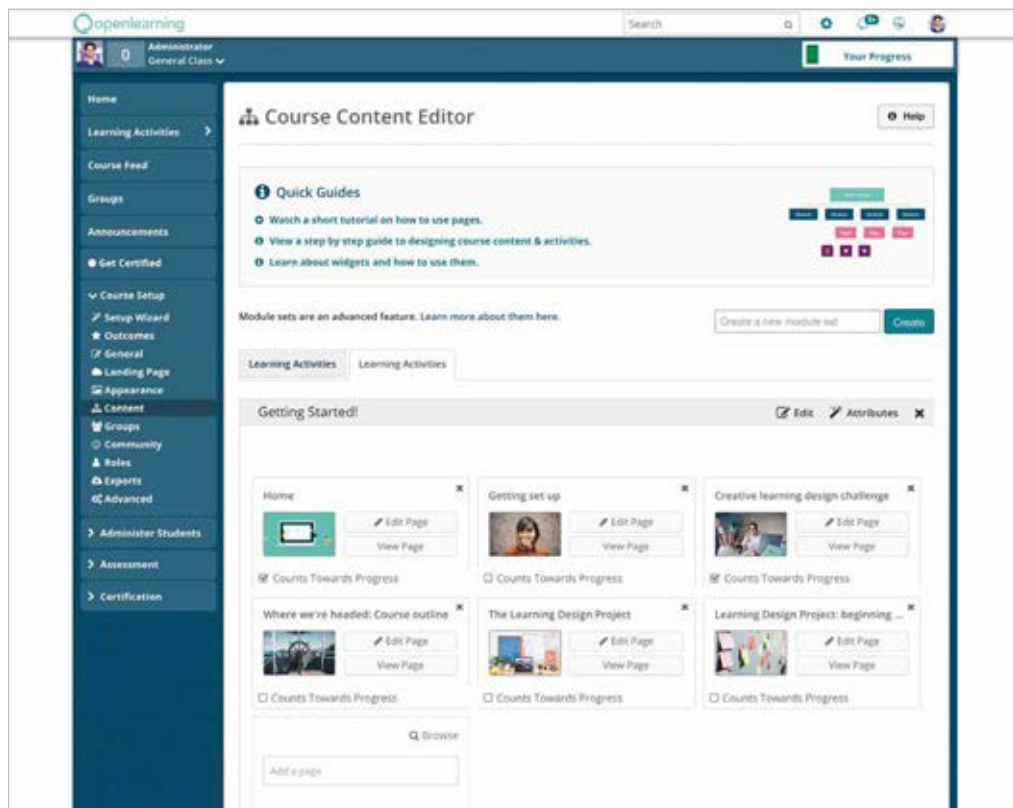 openlearning
Search
0
Administrator
General Class
Your Progress
Home
Learning Activities
Course Feed
Groups
Announcements
Get Certified
Course Setup
Setup Wizard
Outcomes
General
Landing Page
Appearance
Content
Groups
Community
Roles
Exports
Advanced
Administer Students
Assessment
Certification
Course Content Editor
Help
Quick Guides
Watch a short tutorial on how to use pages.
View a step by step guide to designing course content & activities.
Learn about widgets and how to use them.
Module sets are an advanced feature. Learn more about them here.
Create a new module set
Create
Learning Activities
Learning Activities
Getting Started!
Edit
Attributes
Home
Edit Page
View Page
Counts Towards Progress
Getting set up
Edit Page
View Page
Counts Towards Progress
Creative learning design challenge
Edit Page
View Page
Counts Towards Progress
Where we're headed: Course outline
Edit Page
View Page
Counts Towards Progress
The Learning Design Project
Edit Page
View Page
Counts Towards Progress
Learning Design Project: beginning ...
Edit Page
View Page
Counts Towards Progress
Browse
Add a page